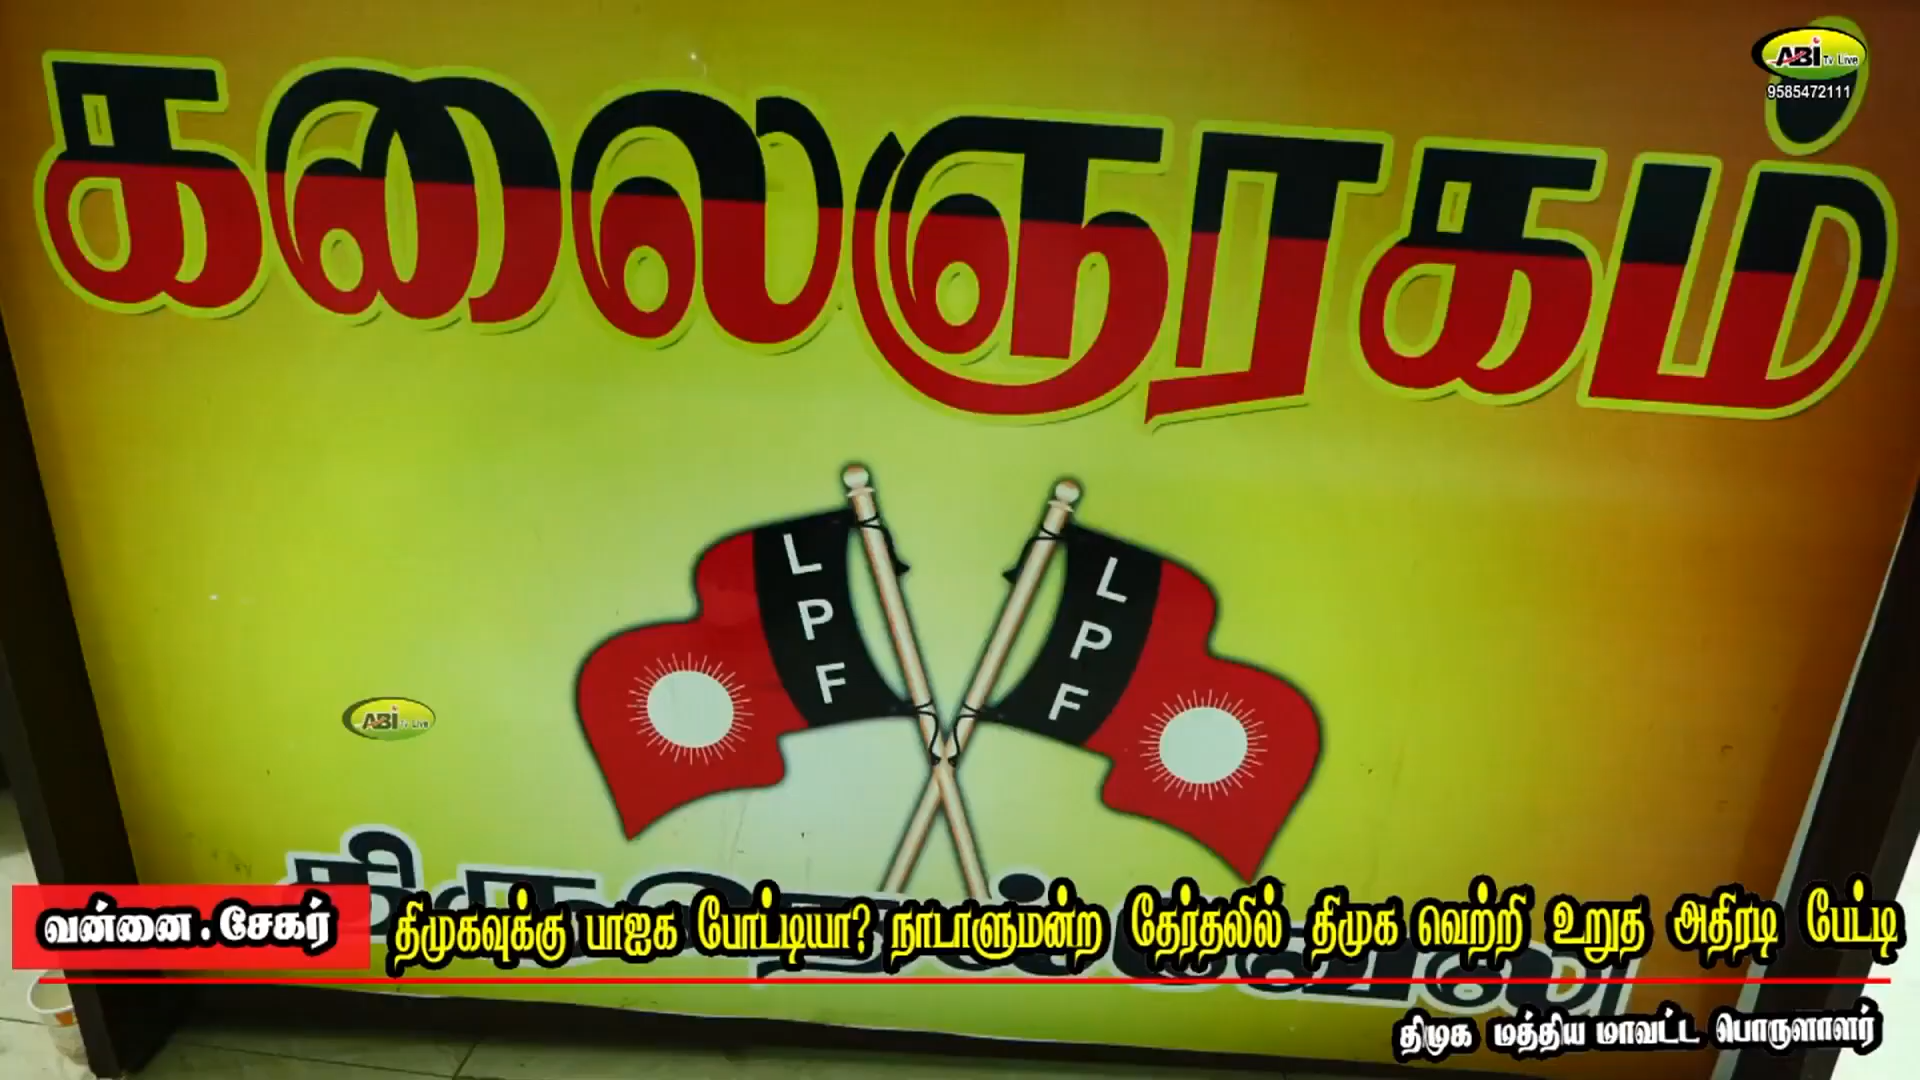 கலைஞரகம்
ABi Tv Live
9585472111
L P F
L P F
ABi Tv Live
திருநெல்வேலி
வன்னை . சேகர்
திமுகவுக்கு பாஜக போட்டியா? நாடாளுமன்ற தேர்தலில் திமுக வெற்றி உறுத அதிரடி பேட்டி
திமுக மத்திய மாவட்ட பொருளாளர்